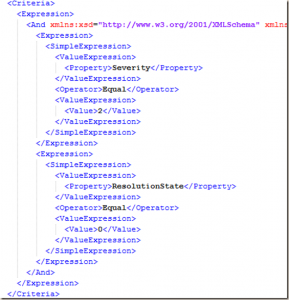 <Criteria>
<Expression>
<And xmlns:xsd="http://www.w3.org/2001/XMLSchema" xmlns
<Expression>
<SimpleExpression>
<ValueExpression>
<Property>Severity</Property>
</ValueExpression>
<Operator>Equal</Operator>
<ValueExpression>
<Value>2</Value>
</ValueExpression>
</SimpleExpression>
</Expression>
<Expression>
<SimpleExpression>
<ValueExpression>
<Property>ResolutionState</Property>
</ValueExpression>
<Operator>Equal</Operator>
<ValueExpression>
<Value>0</Value>
</ValueExpression>
</SimpleExpression>
</Expression>
</And>
</Expression>
</Criteria>